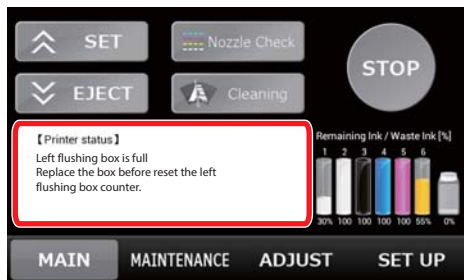 SET
Nozzle Check
STOP
EJECT
Cleaning
【Printer status】
Left flushing box is full
Replace the box before reset the left
flushing box counter.
Remaining Ink / Waste Ink [%]
1 2 3 4 5 6
30% 100 100 100 100 55% 0%
MAIN MAINTENANCE ADJUST SET UP